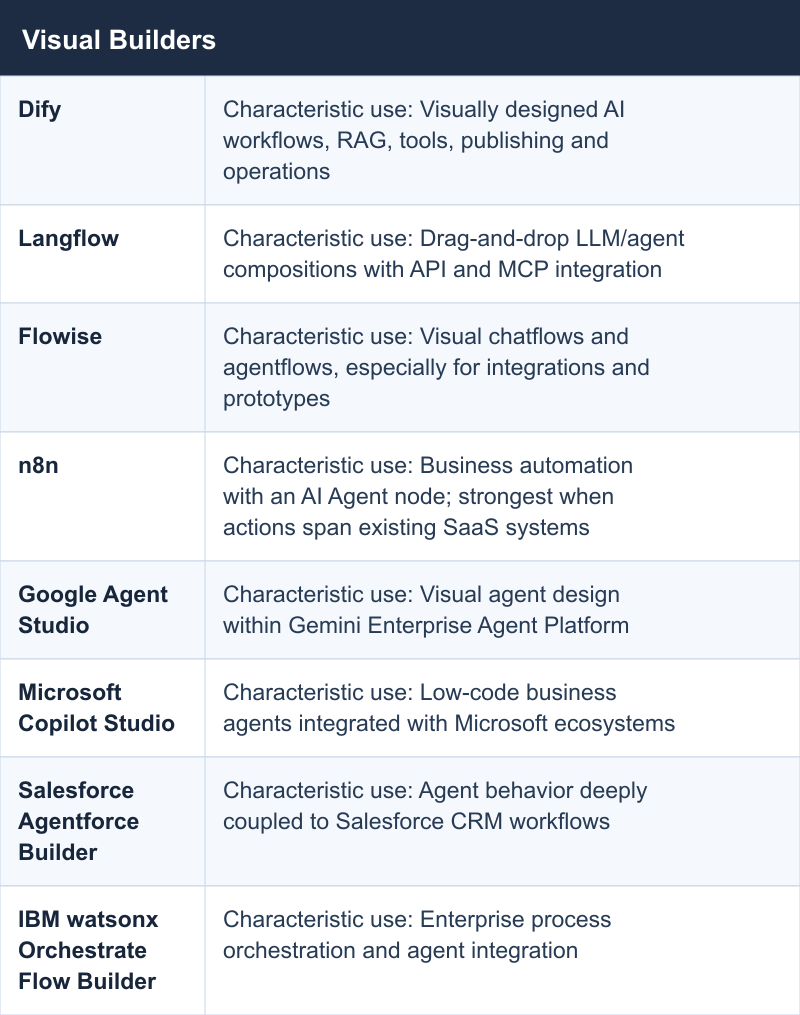 Visual Builders
Dify
Characteristic use: Visually designed AI
workflows, RAG, tools, publishing and
operations
Langflow
Characteristic use: Drag-and-drop LLM/agent
compositions with API and MCP integration
Flowise
Characteristic use: Visual chatflows and
agentflows, especially for integrations and
prototypes
n8n
Characteristic use: Business automation
with an AI Agent node; strongest when
actions span existing SaaS systems
Google Agent
Studio
Characteristic use: Visual agent design
within Gemini Enterprise Agent Platform
Microsoft
Copilot Studio
Characteristic use: Low-code business
agents integrated with Microsoft ecosystems
Salesforce
Agentforce
Builder
Characteristic use: Agent behavior deeply
coupled to Salesforce CRM workflows
IBM watsonx
Orchestrate
Flow Builder
Characteristic use: Enterprise process
orchestration and agent integration